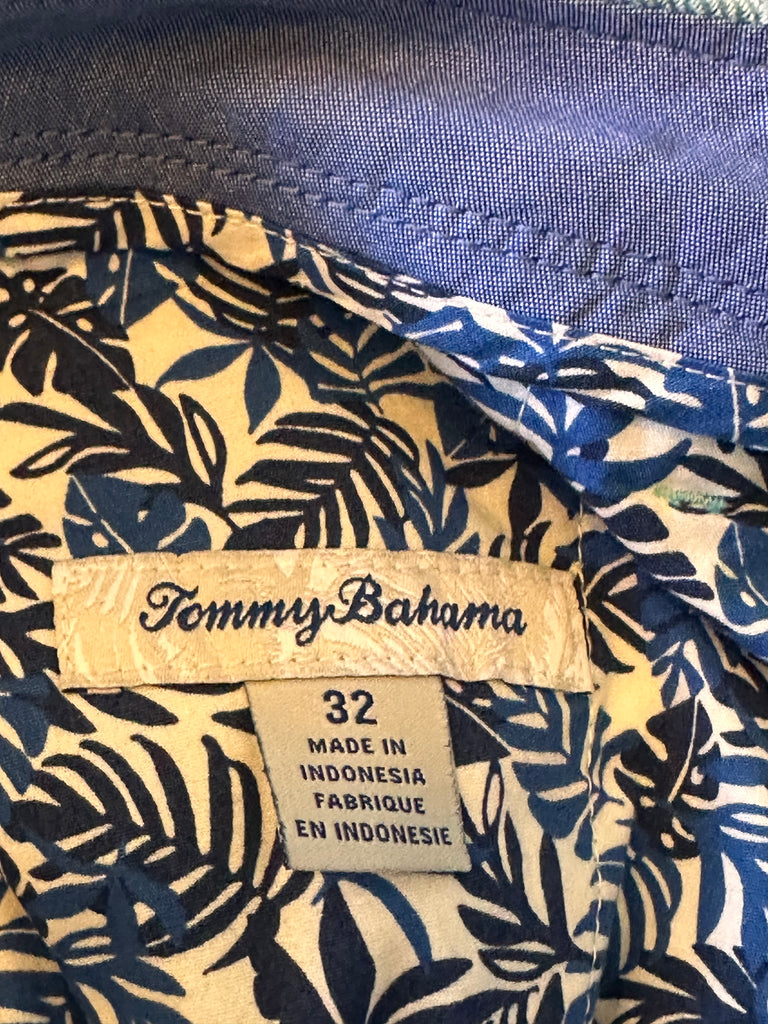 Tommy Bahama
32
MADE IN
INDONESIA
FABRIQUE
EN INDONESIE